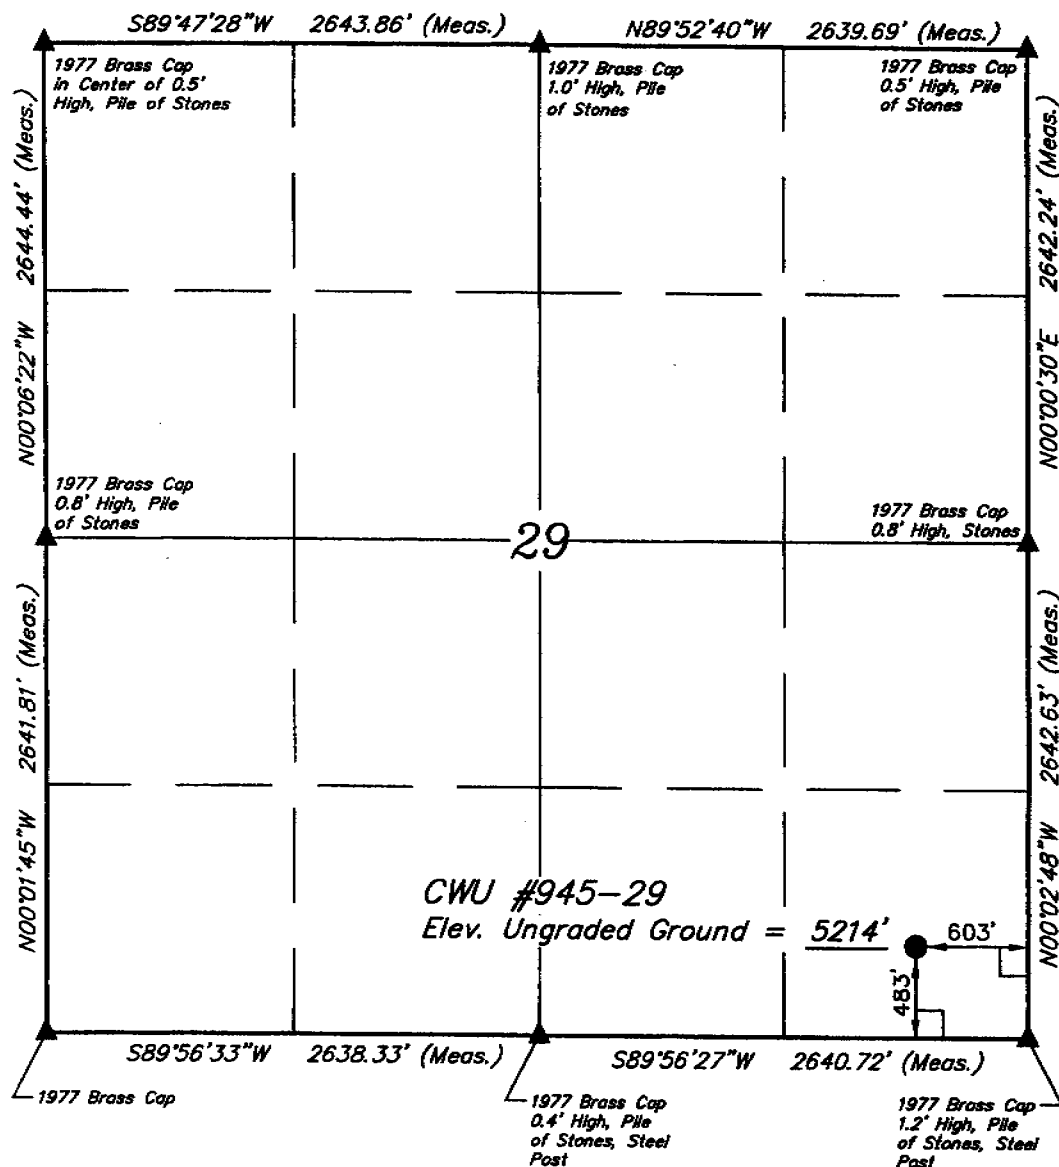 S89°47'28"W 2643.86' (Meas.)
N89°52'40"W 2639.69' (Meas.)
1977 Brass Cap
in Center of 0.5'
High, Pile of Stones
1977 Brass Cap
1.0' High, Pile
of Stones
1977 Brass Cap
0.5' High, Pile
of Stones
2644.44' (Meas.)
N00°06'22"W
2642.24' (Meas.)
N00°00'30"E
1977 Brass Cap
0.8' High, Pile
of Stones
1977 Brass Cap
0.8' High, Stones
29
2641.81' (Meas.)
N00°01'45"W
2642.63' (Meas.)
N00°02'48"W
CWU #945-29
Elev. Ungraded Ground = 5214'
603'
483'
S89°56'33"W 2638.33' (Meas.)
S89°56'27"W 2640.72' (Meas.)
1977 Brass Cap
1977 Brass Cap
0.4' High, Pile
of Stones, Steel
Post
1977 Brass Cap
1.2' High, Pile
of Stones, Steel
Post